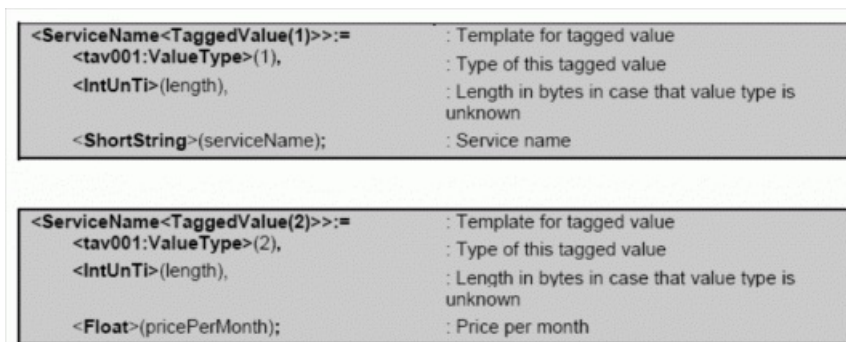 <ServiceName<TaggedValue(1)>>:= : Template for tagged value
<tav001:ValueType>(1), : Type of this tagged value
<IntUnTi>(length), : Length in bytes in case that value type is
unknown
<ShortString>(serviceName); : Service name
<ServiceName<TaggedValue(2)>>:= : Template for tagged value
<tav001:ValueType>(2), : Type of this tagged value
<IntUnTi>(length), : Length in bytes in case that value type is
unknown
<Float>(pricePerMonth); : Price per month